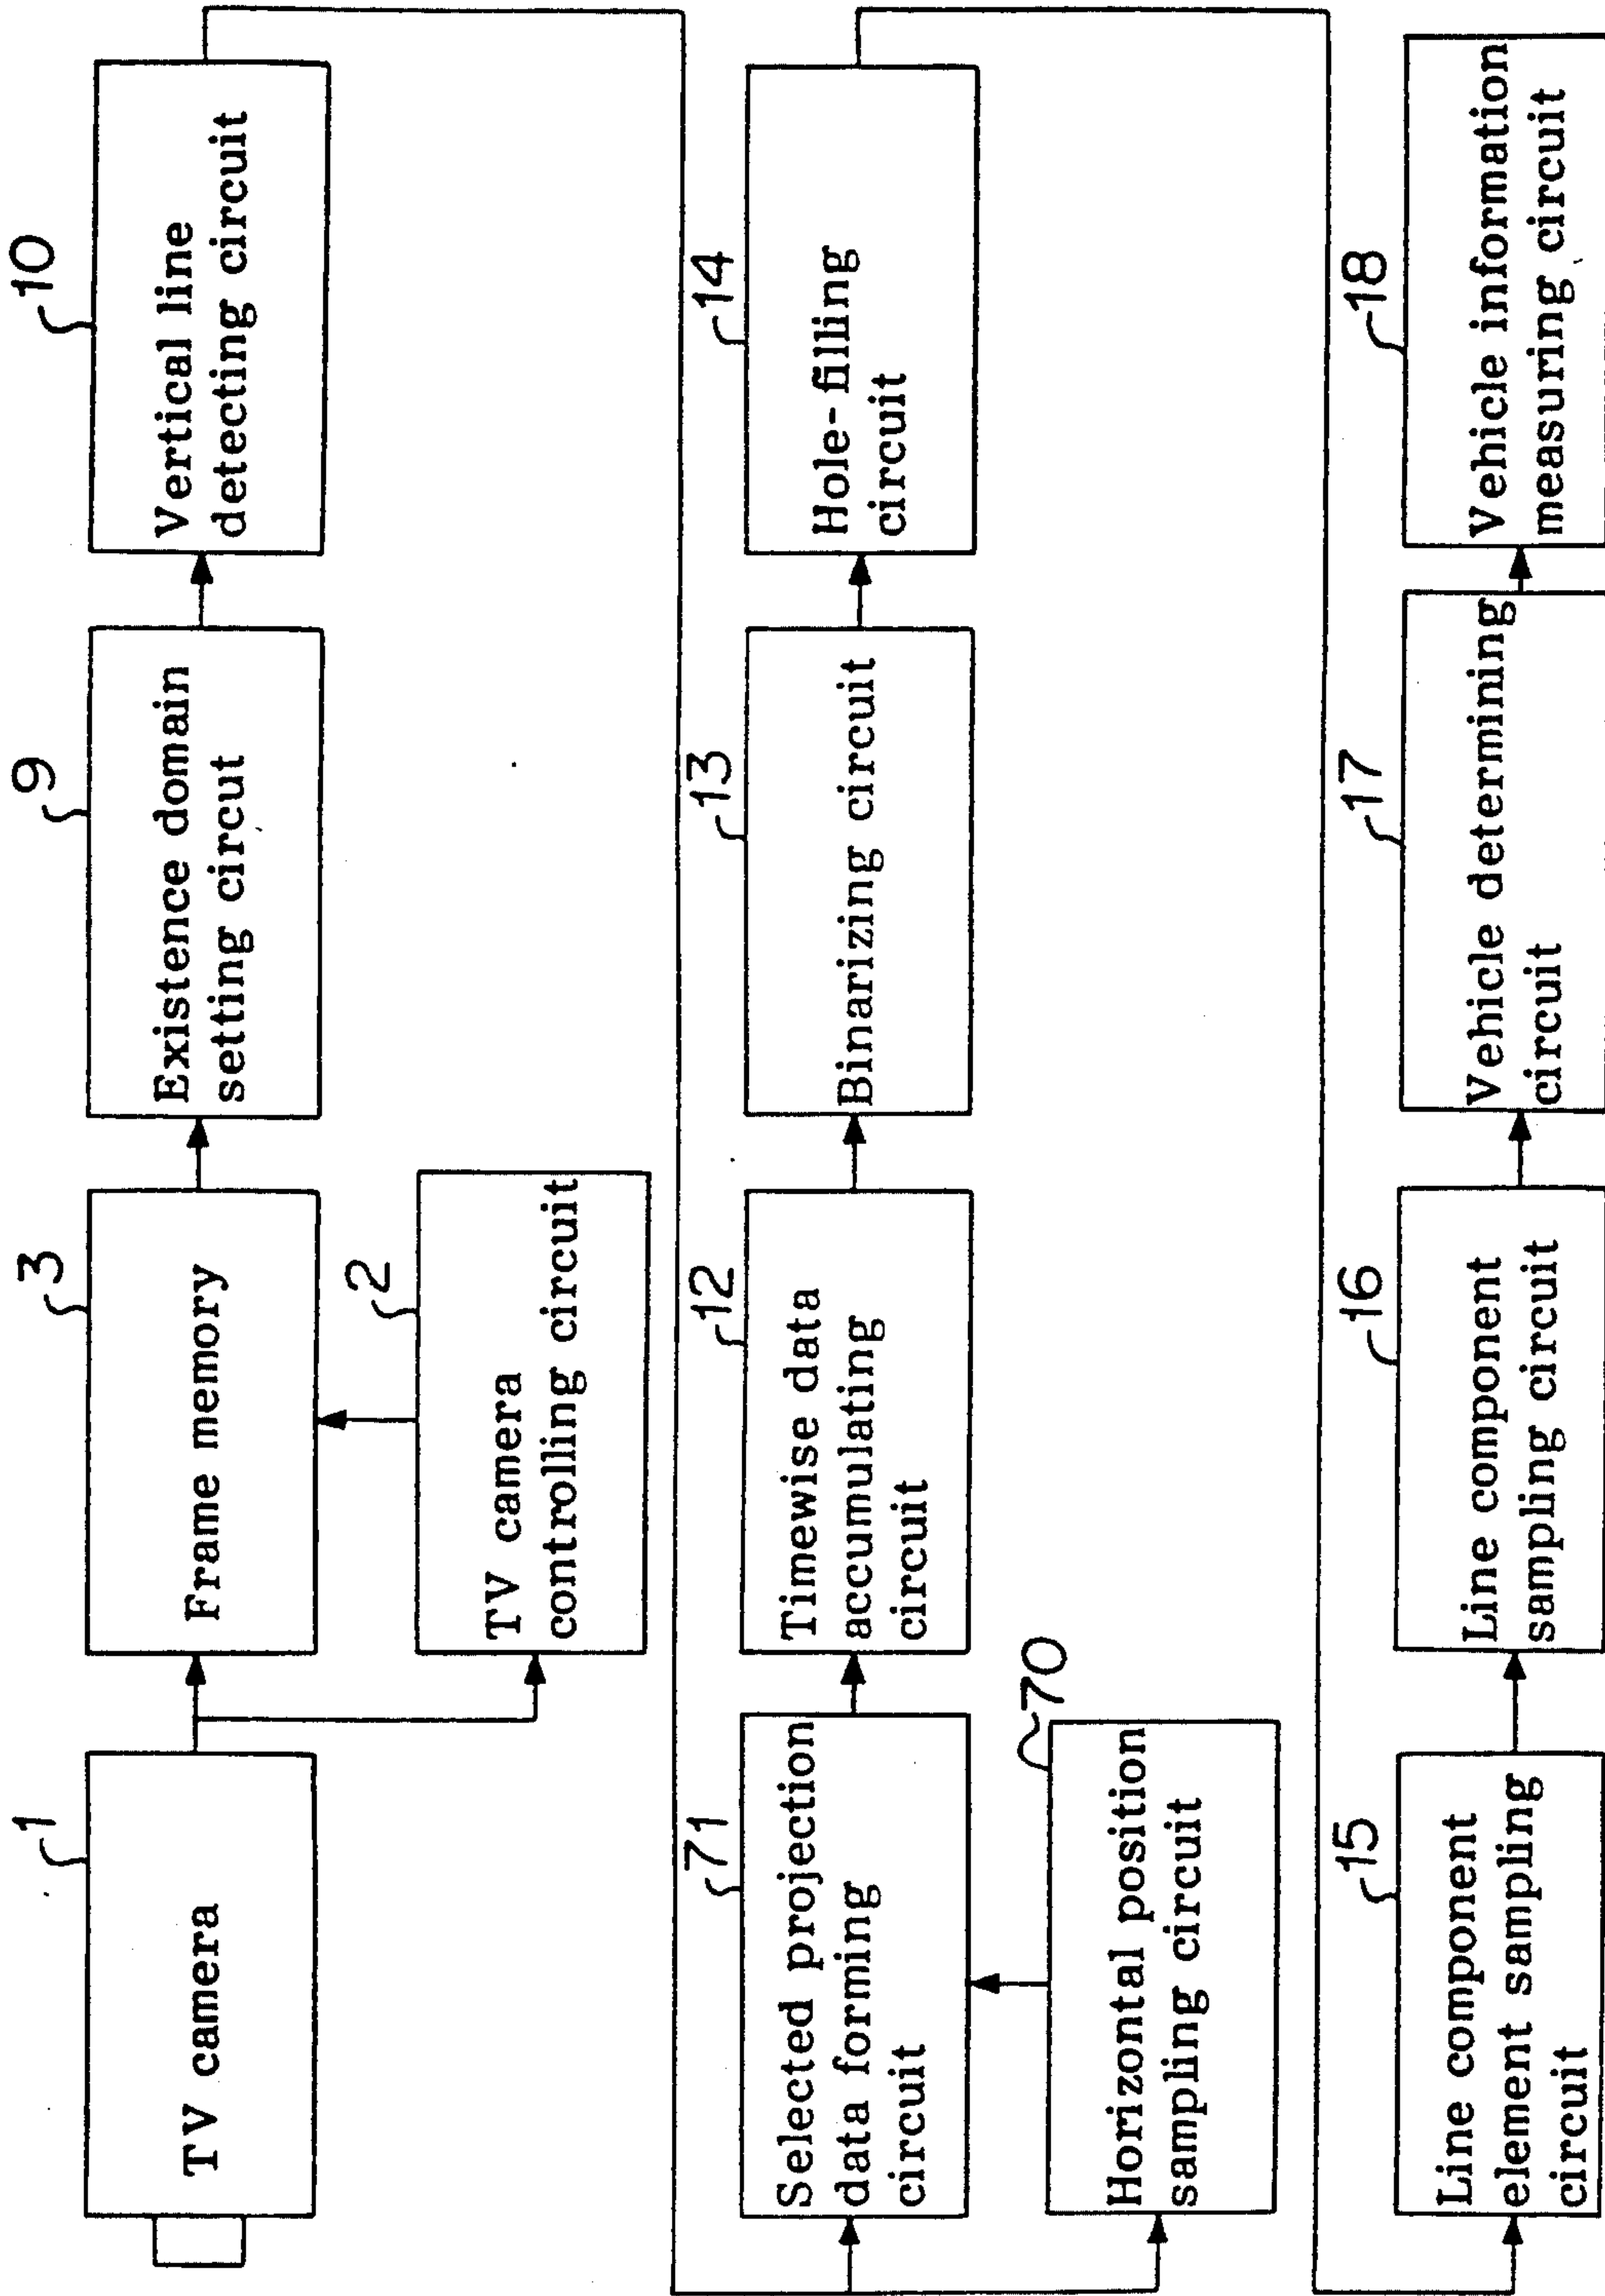 1
TV camera
3
Frame memory
2
TV camera
controlling circuit
9
Existence domain
setting circut
10
Vertical line
detecting circuit
71
Selected projection
data forming
circuit
70
Horizontal position
sampling circuit
12
Timewise data
accumulating
circuit
13
Binarizing circuit
14
Hole-filling
circuit
15
Line component
element sampling
circuit
16
Line component
sampling circuit
17
Vehicle determining
circuit
18
Vehicle information
measuring circuit